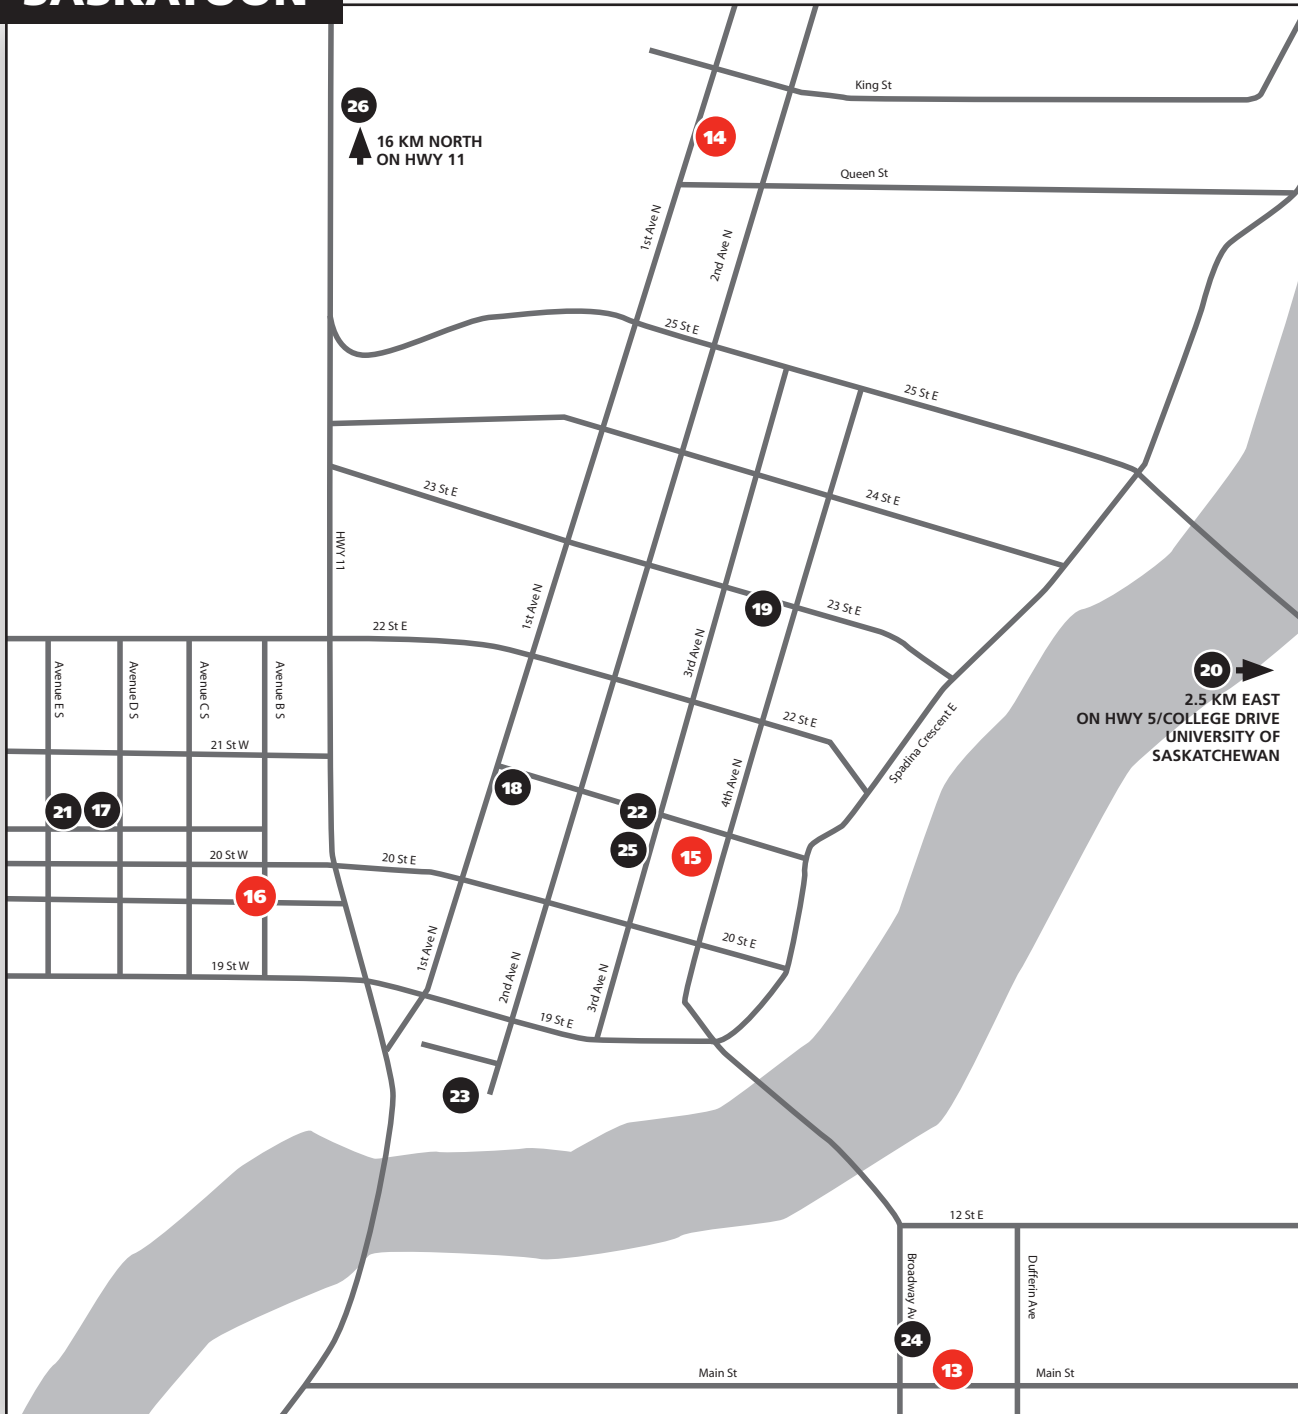 SASKATOON
King St
26
14
16 KM NORTH
ON HWY 11
Queen St
1st Ave N
2nd Ave N
25 St E
25 St E
23 St E
24 St E
HWY 11
1st Ave N
19
23 St E
22 St E
3rd Ave N
20
Avenue E S
Avenue D S
Avenue C S
Avenue B S
2.5 KM EAST
ON HWY 5/COLLEGE DRIVE
UNIVERSITY OF
SASKATCHEWAN
22 St E
Spadina Crescent E
21 St W
4th Ave N
18
21
17
22
25
15
20 St W
20 St E
16
1st Ave N
20 St E
19 St W
2nd Ave N
3rd Ave N
19 St E
23
12 St E
Broadway Av
Dufferin Ave
24
13
Main St
Main St